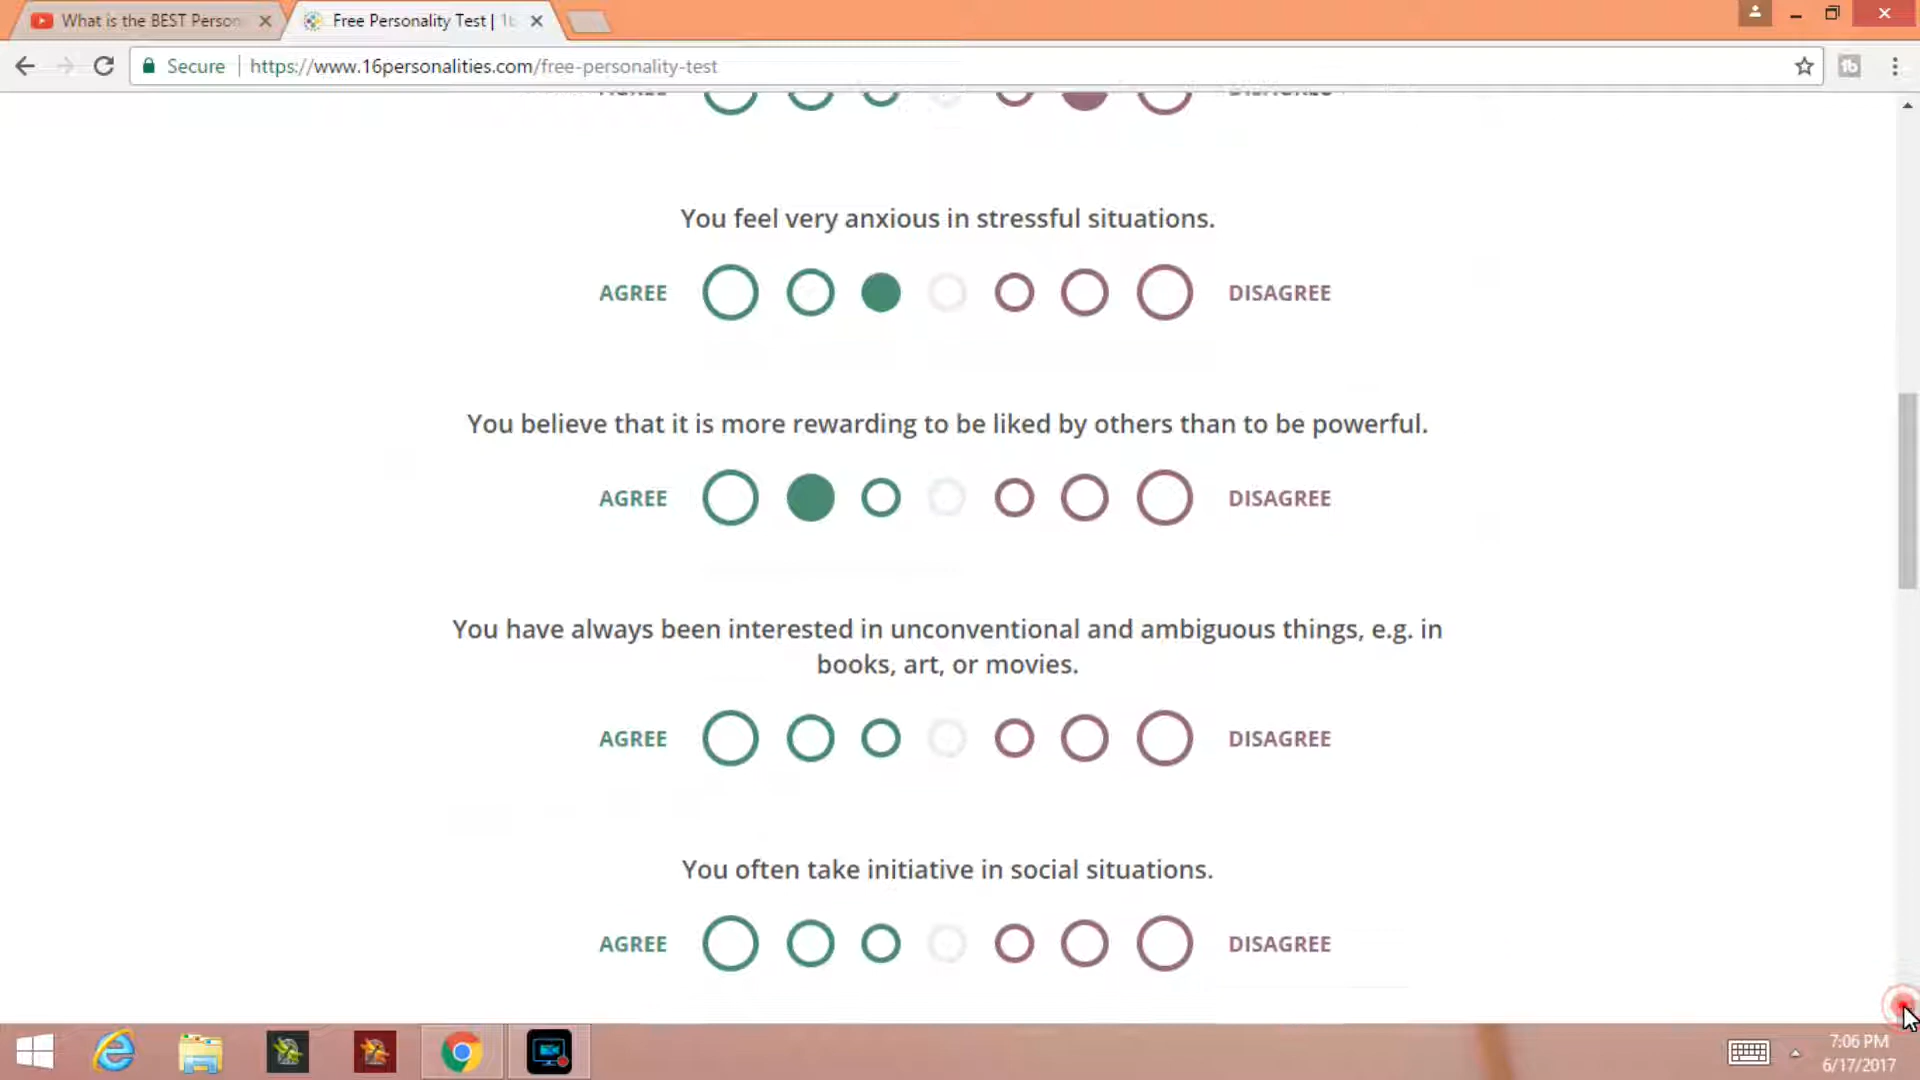 What is the BEST Person
Free Personality Test | 1
Secure
https://www.16personalities.com/free-personality-test
AGREE
DISAGREE
You feel very anxious in stressful situations.
AGREE
DISAGREE
You believe that it is more rewarding to be liked by others than to be powerful.
AGREE
DISAGREE
You have always been interested in unconventional and ambiguous things, e.g. in
books, art, or movies.
AGREE
DISAGREE
You often take initiative in social situations.
AGREE
DISAGREE
7:06 PM
6/17/2017